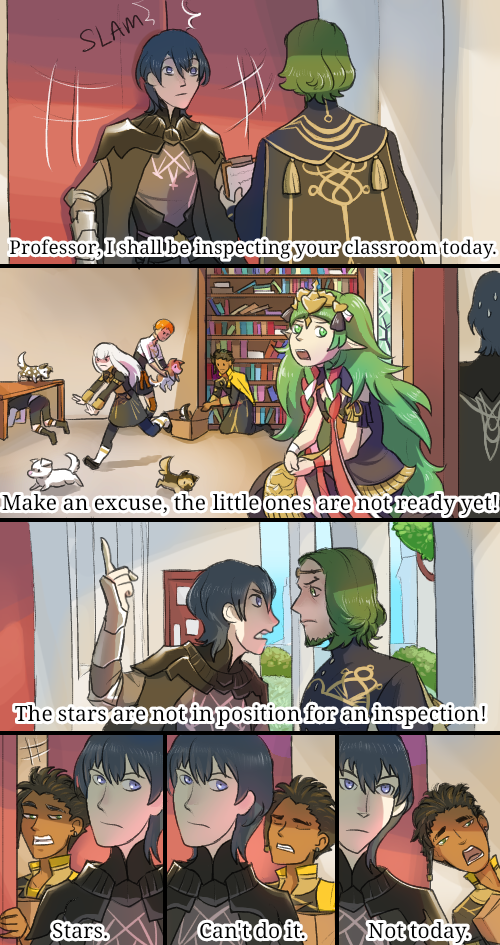 SLAM
Professor, I shall be inspecting your classroom today.
Make an excuse, the little ones are not ready yet!
The stars are not in position for an inspection!
Stars.
Can't do it.
Not today.